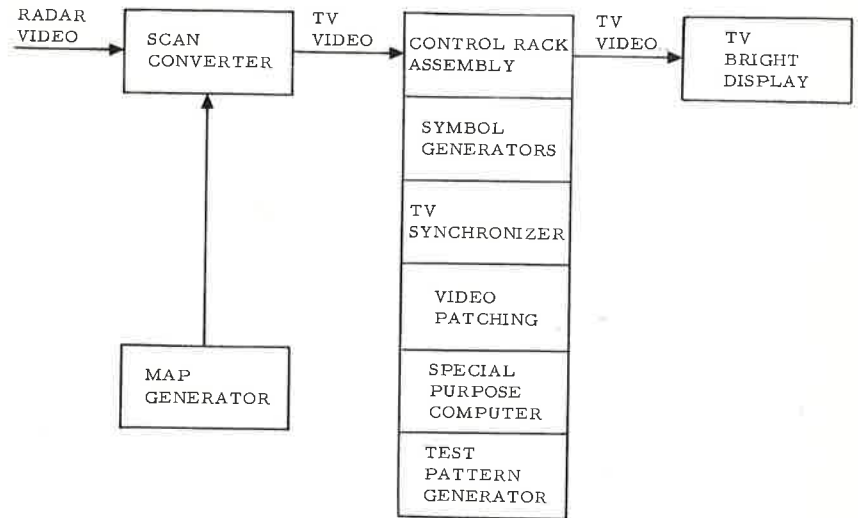 RADAR
VIDEO
SCAN
CONVERTER
TV
VIDEO
CONTROL RACK
ASSEMBLY
TV
VIDEO
TV
BRIGHT
DISPLAY
SYMBOL
GENERATORS
TV
SYNCHRONIZER
VIDEO
PATCHING
MAP
GENERATOR
SPECIAL
PURPOSE
COMPUTER
TEST
PATTERN
GENERATOR